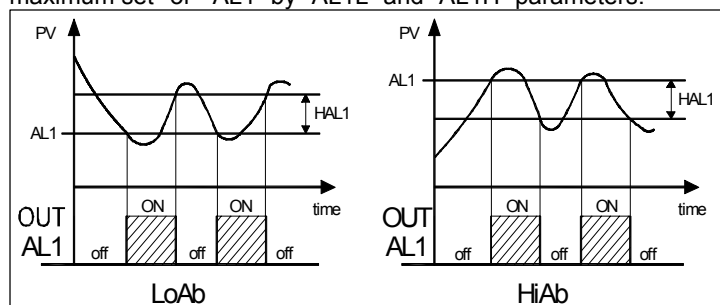 maximum set of "AL1" by "AL1L" and "AL1H" parameters.
PV
PV
AL1
HAL1
AL1
HAL1
time
time
OUT
AL1
off
ON
off
ON
off
OUT
AL1
off
ON
off
ON
off
LoAb
HiAb